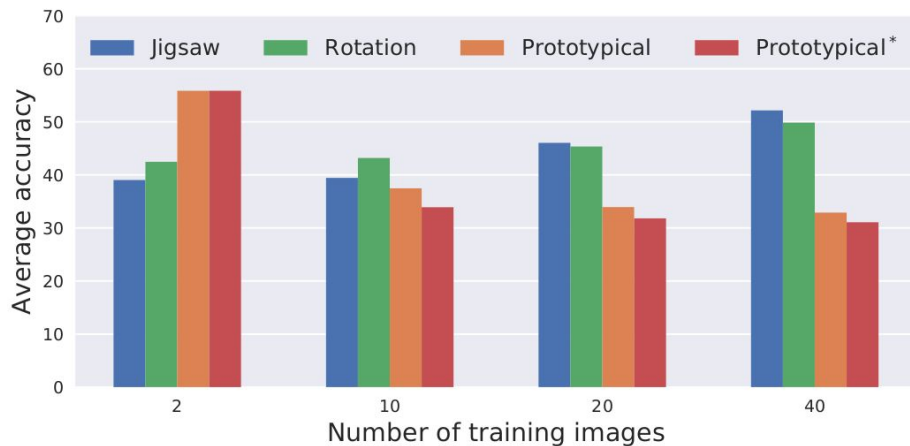 70
60
50
40
30
20
10
0
Average accuracy
Jigsaw Rotation Prototypical Prototypical*
2 10 20 40
Number of training images